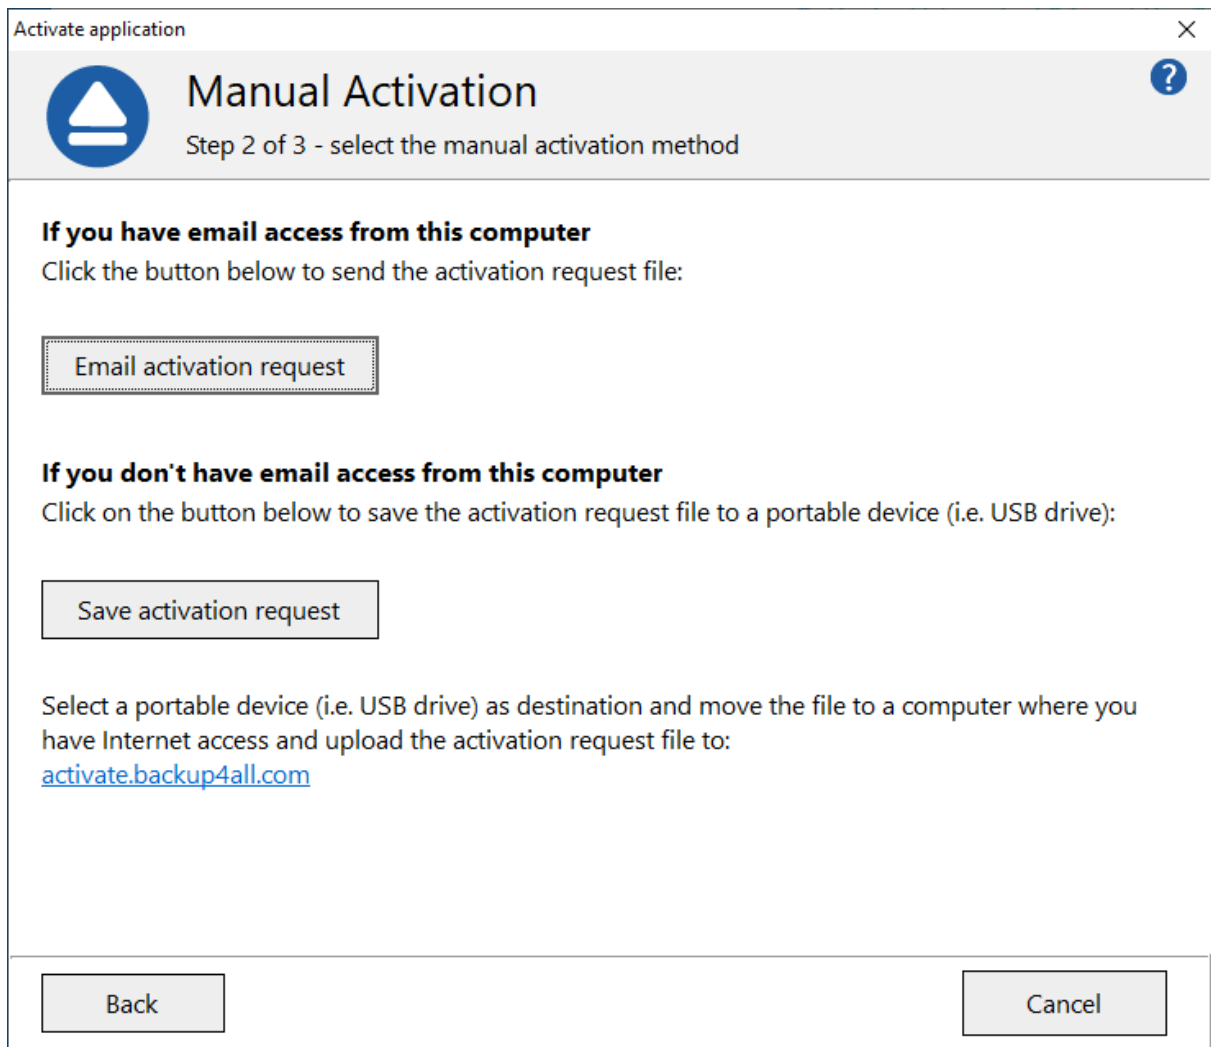 Activate application
Manual Activation
?
Step 2 of 3 - select the manual activation method
If you have email access from this computer
Click the button below to send the activation request file:
Email activation request
If you don't have email access from this computer
Click on the button below to save the activation request file to a portable device (i.e. USB drive):
Save activation request
Select a portable device (i.e. USB drive) as destination and move the file to a computer where you
have Internet access and upload the activation request file to:
activate.backup4all.com
Back
Cancel